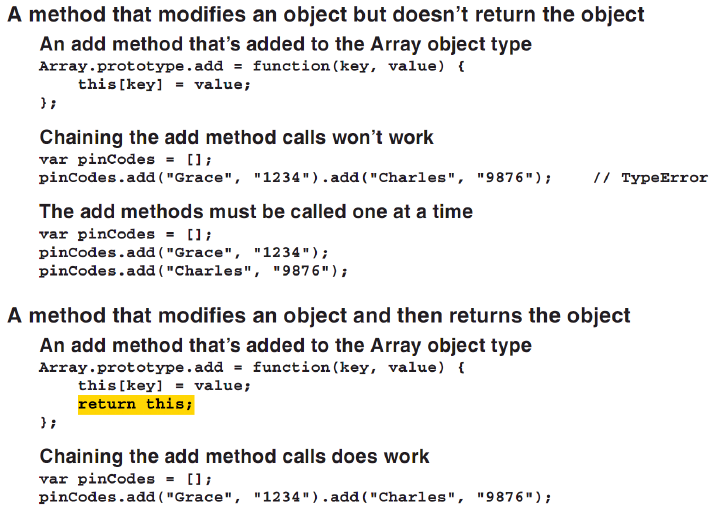 A method that modifies an object but doesn’t return the object
An add method that’s added to the Array object type
Array.prototype.add = function(key, value) {
    this[key] = value;
};
Chaining the add method calls won’t work
var pinCodes = [];
pinCodes.add("Grace", "1234").add("Charles", "9876");    // TypeError
The add methods must be called one at a time
var pinCodes = [];
pinCodes.add("Grace", "1234");
pinCodes.add("Charles", "9876");
A method that modifies an object and then returns the object
An add method that’s added to the Array object type
Array.prototype.add = function(key, value) {
    this[key] = value;
    return this;
};
Chaining the add method calls does work
var pinCodes = [];
pinCodes.add("Grace", "1234").add("Charles", "9876");